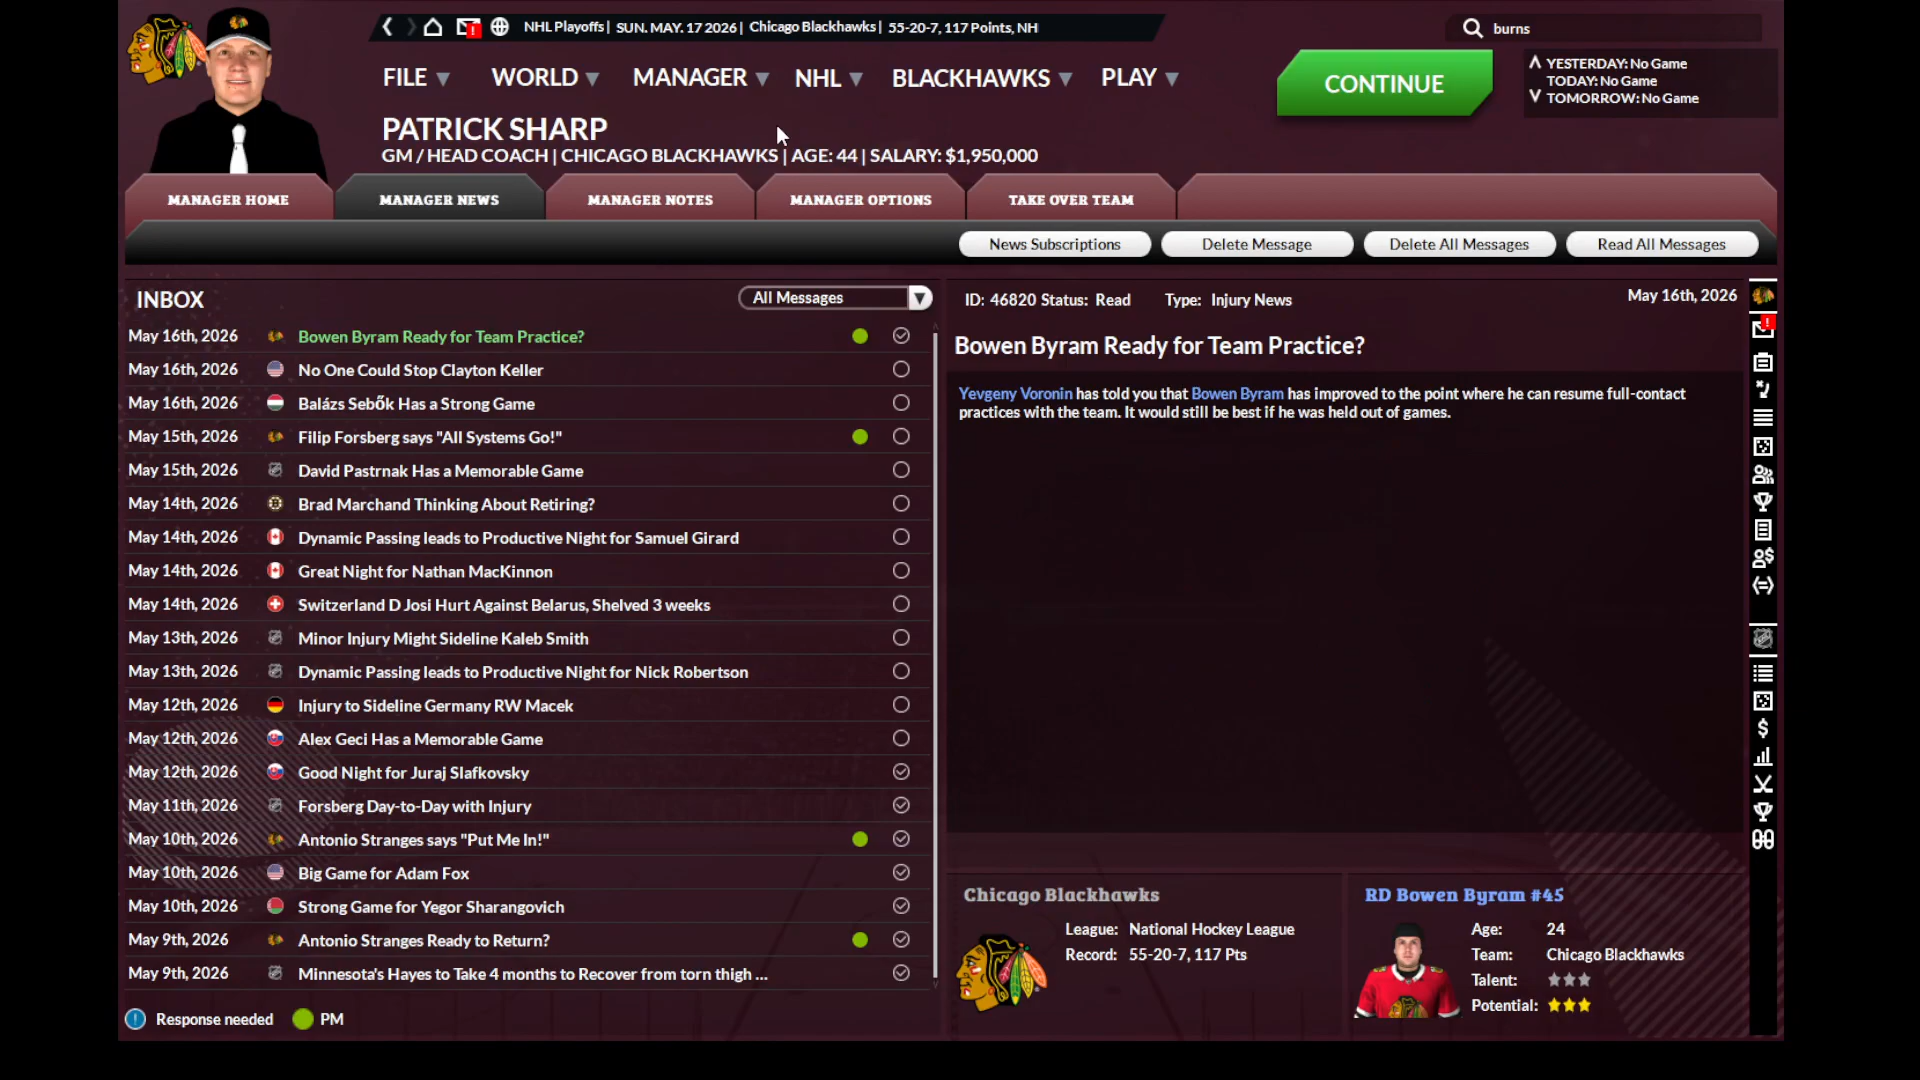 NHL Playoffs| SUN. MAY. 17 2026| Chicago Blackhawks| 55-20-7, 117 Points, NH
burns
FILE WORLD MANAGER NHL BLACKHAWKS PLAY
CONTINUE
YESTERDAY: No Game
TODAY: No Game
TOMORROW: No Game
PATRICK SHARP
GM / HEAD COACH | CHICAGO BLACKHAWKS | AGE: 44 | SALARY: $1,950,000
MANAGER HOME MANAGER NEWS MANAGER NOTES MANAGER OPTIONS TAKE OVER TEAM
News Subscriptions Delete Message Delete All Messages Read All Messages
INBOX All Messages
May 16th, 2026 Bowen Byram Ready for Team Practice?
May 16th, 2026 No One Could Stop Clayton Keller
May 16th, 2026 Balázs Sebők Has a Strong Game
May 15th, 2026 Filip Forsberg says "All Systems Go!"
May 15th, 2026 David Pastrnak Has a Memorable Game
May 14th, 2026 Brad Marchand Thinking About Retiring?
May 14th, 2026 Dynamic Passing leads to Productive Night for Samuel Girard
May 14th, 2026 Great Night for Nathan MacKinnon
May 14th, 2026 Switzerland D Josi Hurt Against Belarus, Shelved 3 weeks
May 13th, 2026 Minor Injury Might Sideline Kaleb Smith
May 13th, 2026 Dynamic Passing leads to Productive Night for Nick Robertson
May 12th, 2026 Injury to Sideline Germany RW Macek
May 12th, 2026 Alex Geci Has a Memorable Game
May 12th, 2026 Good Night for Juraj Slafkovsky
May 11th, 2026 Forsberg Day-to-Day with Injury
May 10th, 2026 Antonio Stranges says "Put Me In!"
May 10th, 2026 Big Game for Adam Fox
May 10th, 2026 Strong Game for Yegor Sharangovich
May 9th, 2026 Antonio Stranges Ready to Return?
May 9th, 2026 Minnesota's Hayes to Take 4 months to Recover from torn thigh ...
Response needed PM
ID: 46820 Status: Read Type: Injury News May 16th, 2026
Bowen Byram Ready for Team Practice?
Yevgeny Voronin has told you that Bowen Byram has improved to the point where he can resume full-contact
practices with the team. It would still be best if he was held out of games.
Chicago Blackhawks
League: National Hockey League
Record: 55-20-7, 117 Pts
RD Bowen Byram #45
Age: 24
Team: Chicago Blackhawks
Talent:
Potential: